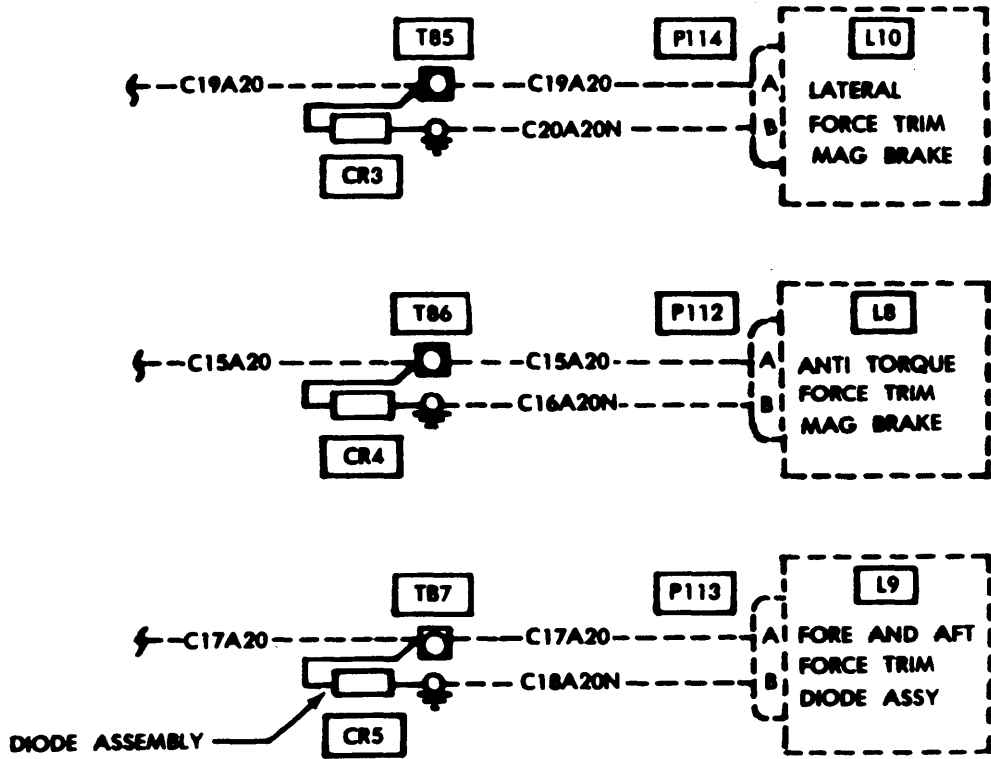 TB5
P114
L10
C19A20
C19A20
A
LATERAL
FORCE TRIM
MAG BRAKE
C20A20N
B
CR3
TB6
P112
L8
C15A20
C15A20
A
ANTI TORQUE
FORCE TRIM
MAG BRAKE
C16A20N
B
CR4
TB7
P113
L9
C17A20
C17A20
A
FORE AND AFT
FORCE TRIM
DIODE ASSY
C18A20N
B
DIODE ASSEMBLY
CR5